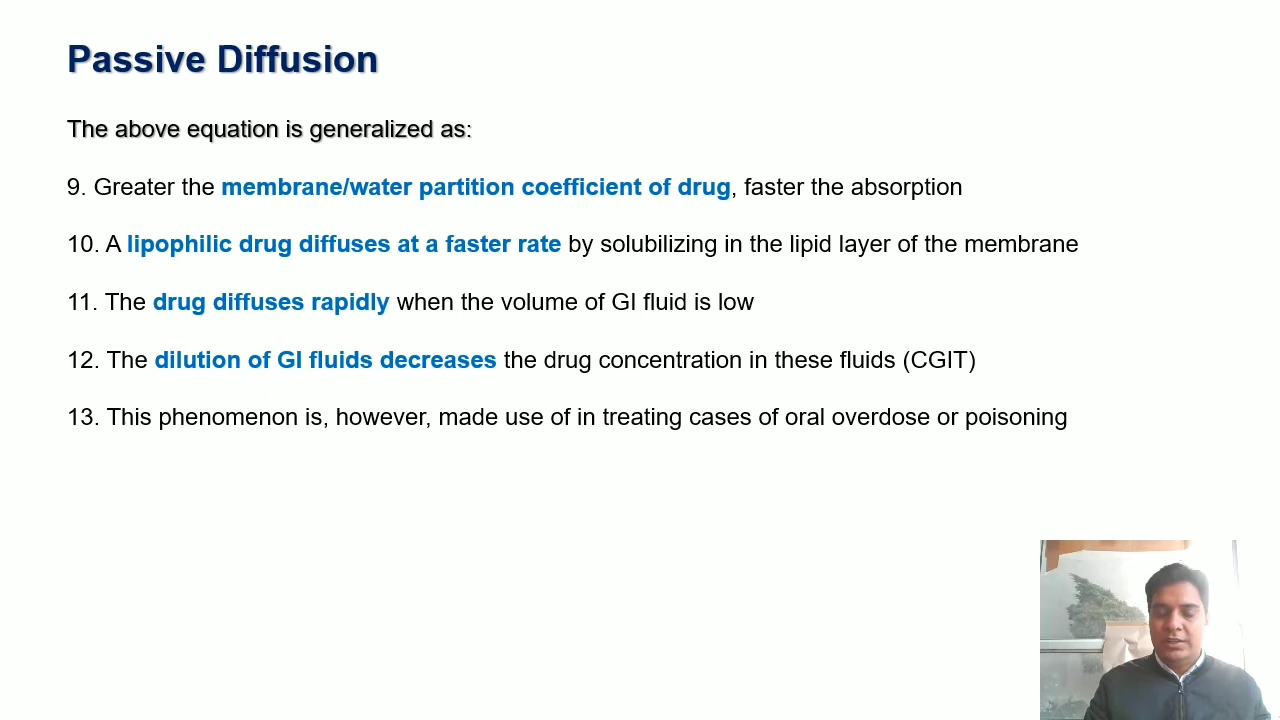 Passive Diffusion
The above equation is generalized as:
9. Greater the membrane/water partition coefficient of drug, faster the absorption
10. A lipophilic drug diffuses at a faster rate by solubilizing in the lipid layer of the membrane
11. The drug diffuses rapidly when the volume of GI fluid is low
12. The dilution of GI fluids decreases the drug concentration in these fluids (CGIT)
13. This phenomenon is, however, made use of in treating cases of oral overdose or poisoning